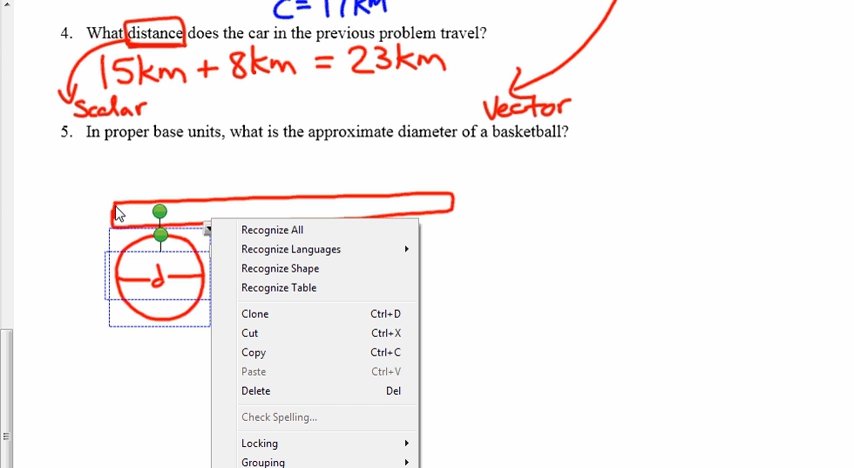 c = 17km
4. What distance does the car in the previous problem travel?
15km + 8km = 23km
Scalar
Vector
5. In proper base units, what is the approximate diameter of a basketball?
d
Recognize All
Recognize Languages
Recognize Shape
Recognize Table
Clone Ctrl+D
Cut Ctrl+X
Copy Ctrl+C
Paste Ctrl+V
Delete Del
Check Spelling...
Locking
Grouping